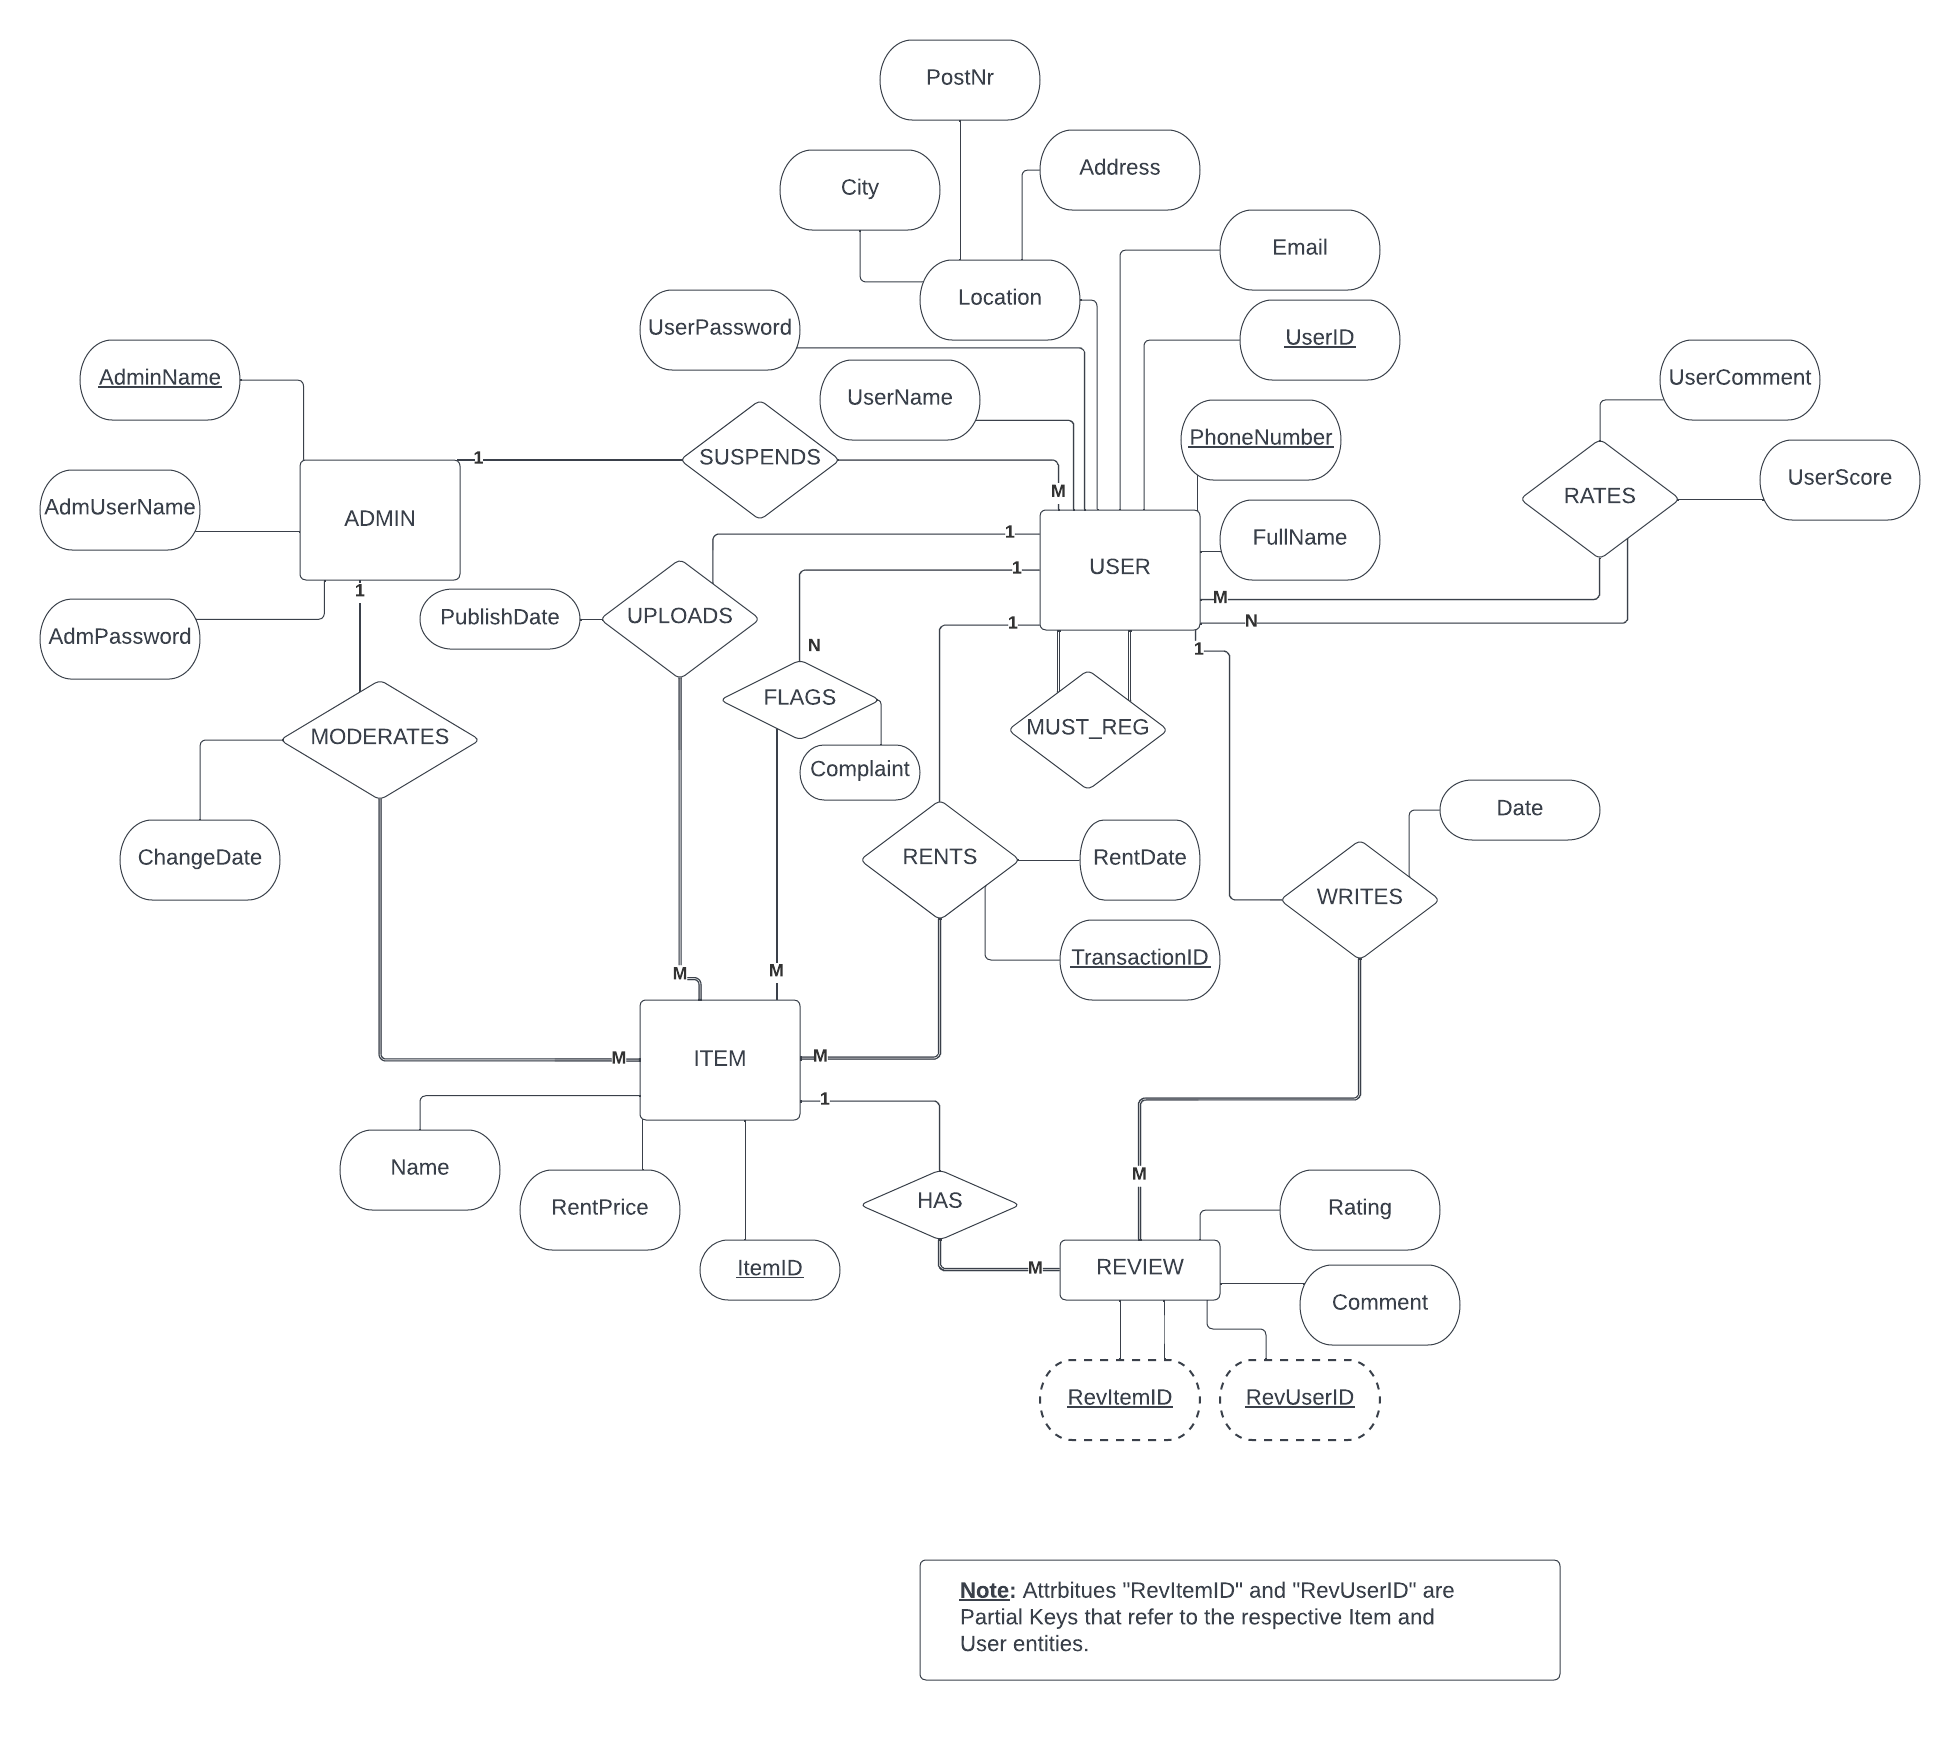 PostNr
Address
City
Email
Location
UserPassword
UserID
AdminName
UserComment
UserName
PhoneNumber
1
SUSPENDS
UserScore
M
RATES
AdmUserName
ADMIN
1
FullName
1
USER
1
M
N
PublishDate
UPLOADS
1
AdmPassword
N
1
FLAGS
MUST_REG
MODERATES
Complaint
Date
ChangeDate
RENTS
RentDate
WRITES
TransactionID
M
M
M
ITEM
M
1
Name
M
RentPrice
HAS
Rating
ItemID
M
REVIEW
Comment
RevItemID
RevUserID
Note: Attrbitues "RevItemID" and "RevUserID" are
Partial Keys that refer to the respective Item and
User entities.